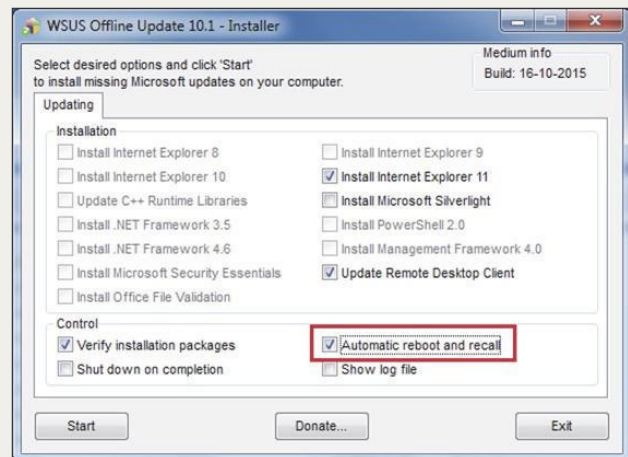 WSUS Offline Update 10.1 - Installer
Select desired options and click 'Start'
to install missing Microsoft updates on your computer.
Medium info
Build: 16-10-2015
Updating
Installation
Install Internet Explorer 8
Install Internet Explorer 9
Install Internet Explorer 10
Install Internet Explorer 11
Update C++ Runtime Libraries
Install Microsoft Silverlight
Install .NET Framework 3.5
Install PowerShell 2.0
Install .NET Framework 4.6
Install Management Framework 4.0
Install Microsoft Security Essentials
Update Remote Desktop Client
Install Office File Validation
Control
Verify installation packages
Automatic reboot and recall
Shut down on completion
Show log file
Start
Donate...
Exit